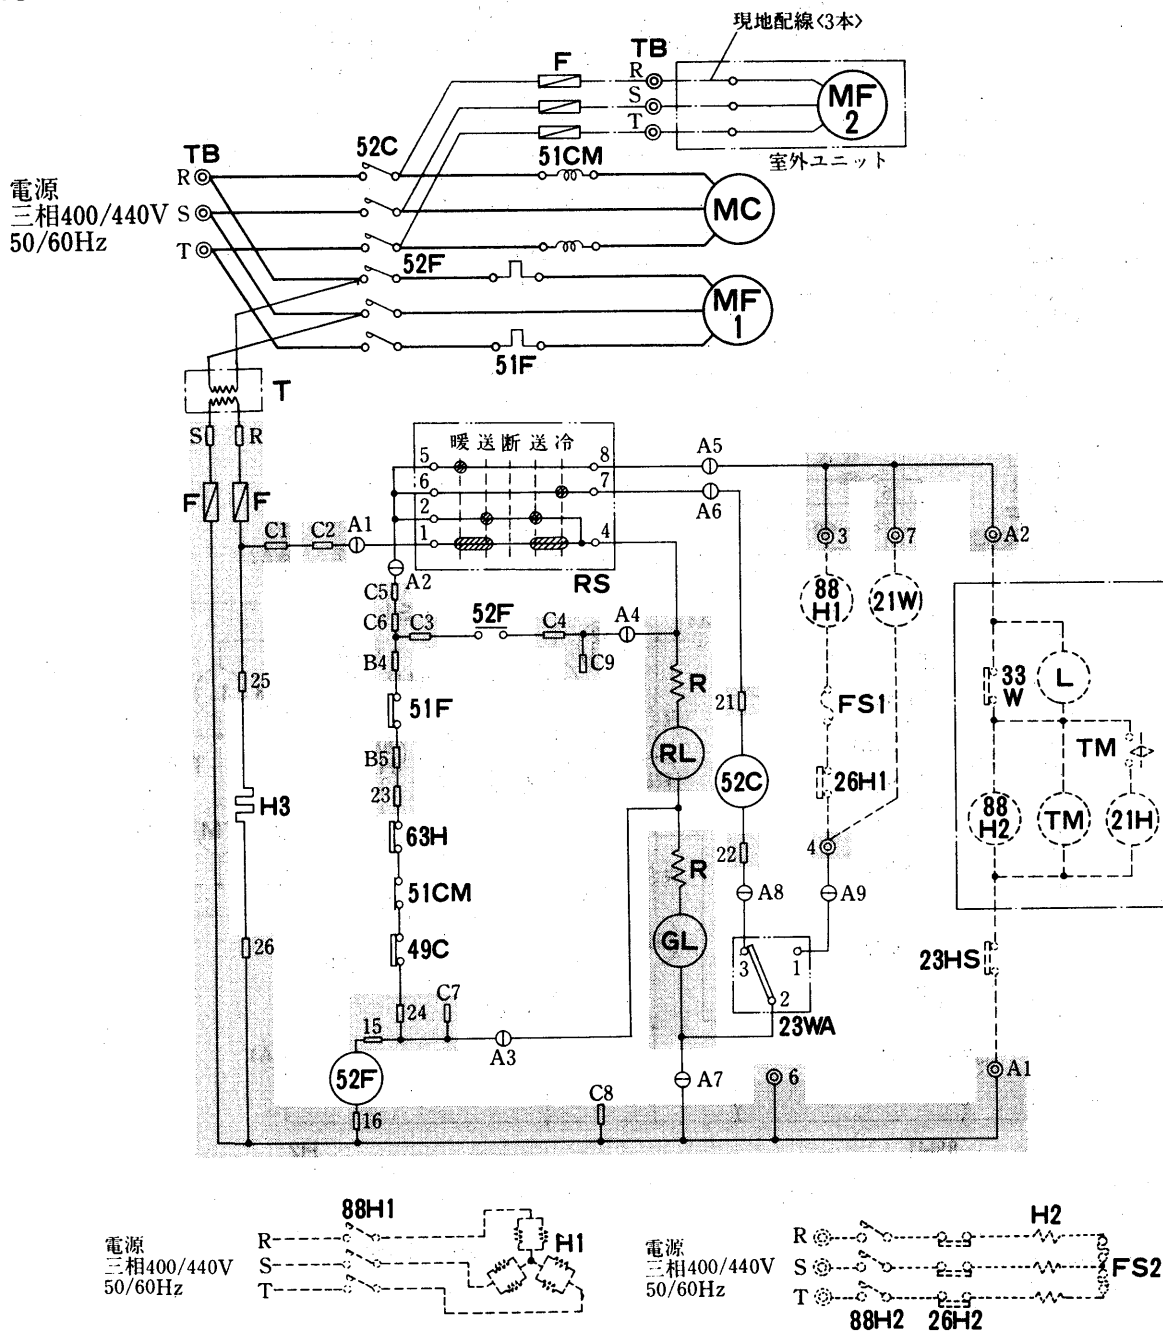 現地配線〈3本〉
F
TB
R
S
T
MF
2
室外ユニット
52C
51CM
TB
R
S
T
電源
三相400/440V
50/60Hz
MC
52F
MF
1
51F
T
S
R
F
F
暖 送 断 送 冷
5
6
2
1
8
7
4
RS
A5
A6
C1
C2
A1
A2
3
7
A2
C5
C6
C3
52F
C4
A4
C9
88
H1
21W
B4
25
51F
R
21
FS1
33
W
L
B5
RL
52C
26H1
TM
23
H3
63H
88
H2
TM
21H
22
4
R
51CM
A8
A9
49C
GL
26
3
1
2
23HS
23WA
C7
24
15
A3
52F
A7
6
A1
16
C8
88H1
電源
三相400/440V
50/60Hz
R
S
T
H1
H2
電源
三相400/440V
50/60Hz
R
S
T
FS2
88H2
26H2